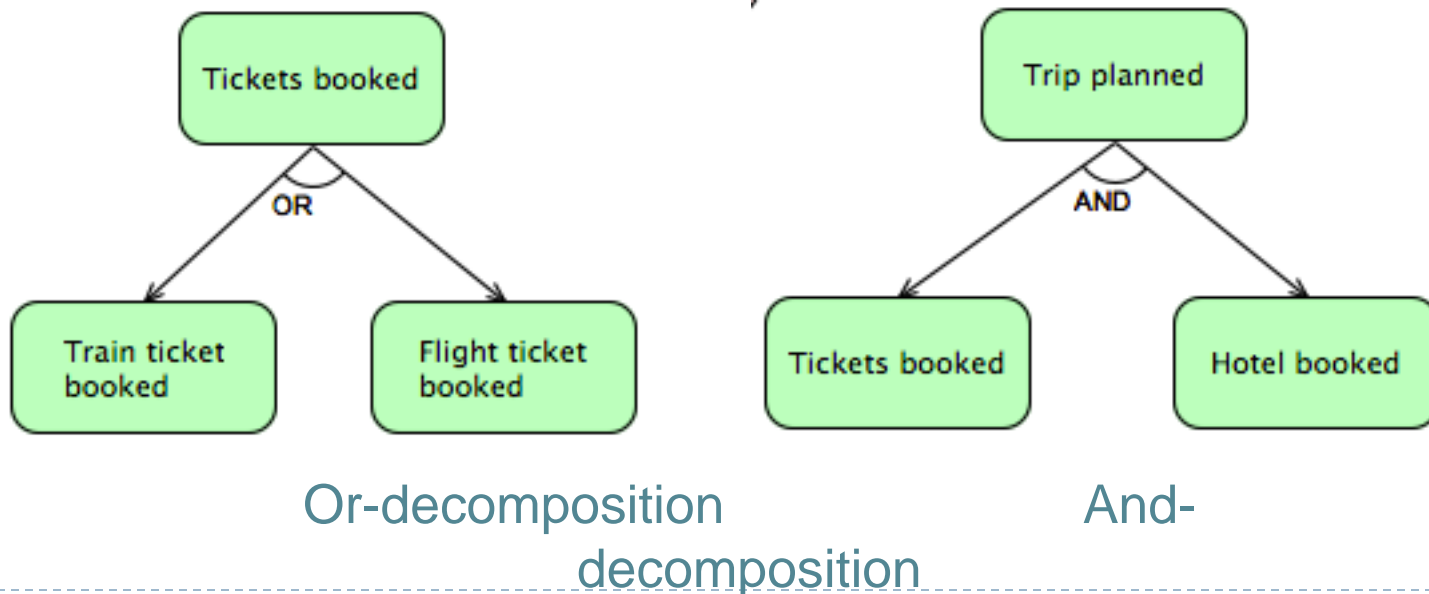 Tickets booked
OR
Train ticket
booked
Flight ticket
booked
Trip planned
AND
Tickets booked
Hotel booked
Or-decomposition And-
decomposition